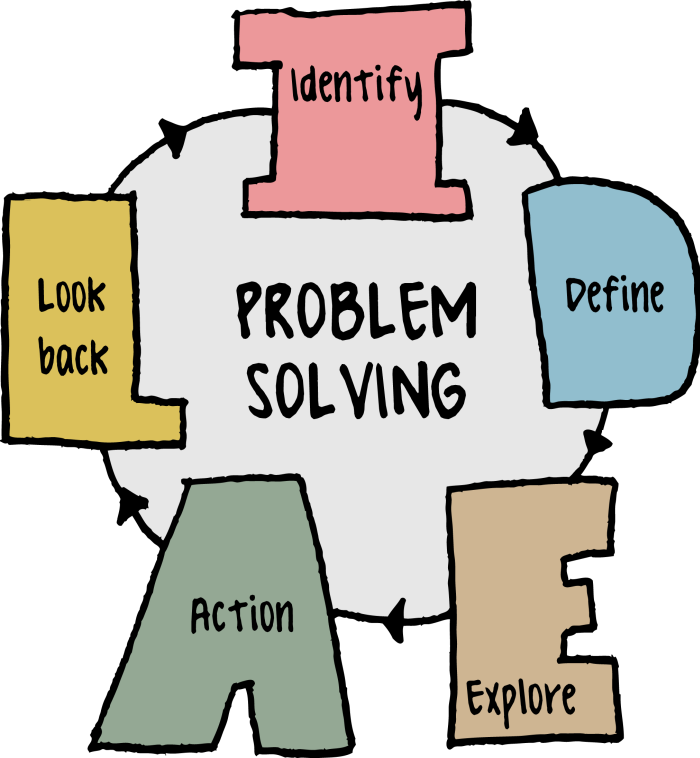 Identify
Define
Explore
Action
Look
back
PROBLEM
SOLVING